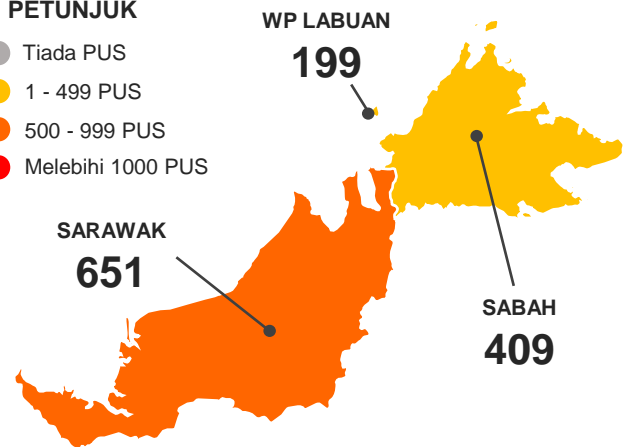 PETUNJUK
Tiada PUS
1 - 499 PUS
500 - 999 PUS
Melebihi 1000 PUS
WP LABUAN
199
SARAWAK
651
SABAH
409